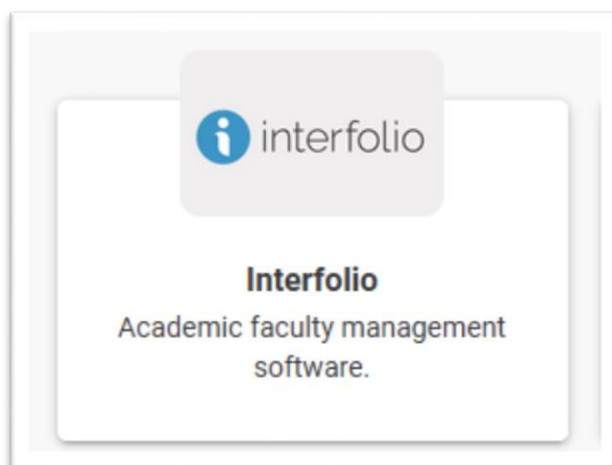 interfolio
Interfolio
Academic faculty management
software.